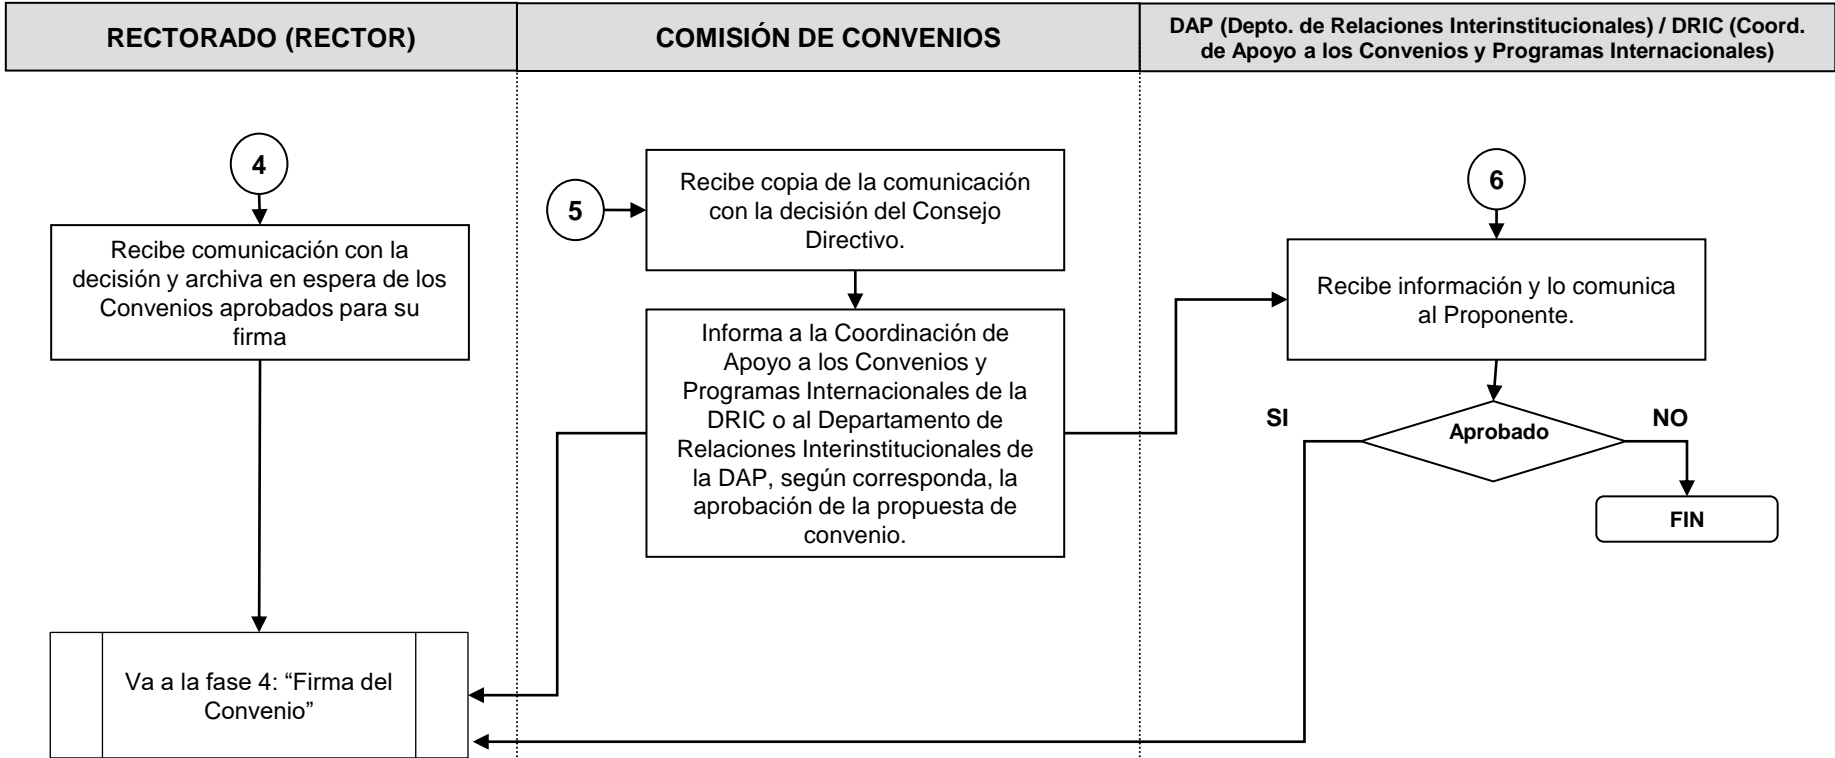 RECTORADO (RECTOR)
COMISIÓN DE CONVENIOS
DAP (Depto. de Relaciones Interinstitucionales) / DRIC (Coord.
de Apoyo a los Convenios y Programas Internacionales)
4
Recibe comunicación con la
decisión y archiva en espera de los
Convenios aprobados para su
firma
Va a la fase 4: “Firma del
Convenio”
5
Recibe copia de la comunicación
con la decisión del Consejo
Directivo.
Informa a la Coordinación de
Apoyo a los Convenios y
Programas Internacionales de la
DRIC o al Departamento de
Relaciones Interinstitucionales de
la DAP, según corresponda, la
aprobación de la propuesta de
convenio.
6
Recibe información y lo comunica
al Proponente.
SI
Aprobado
NO
FIN